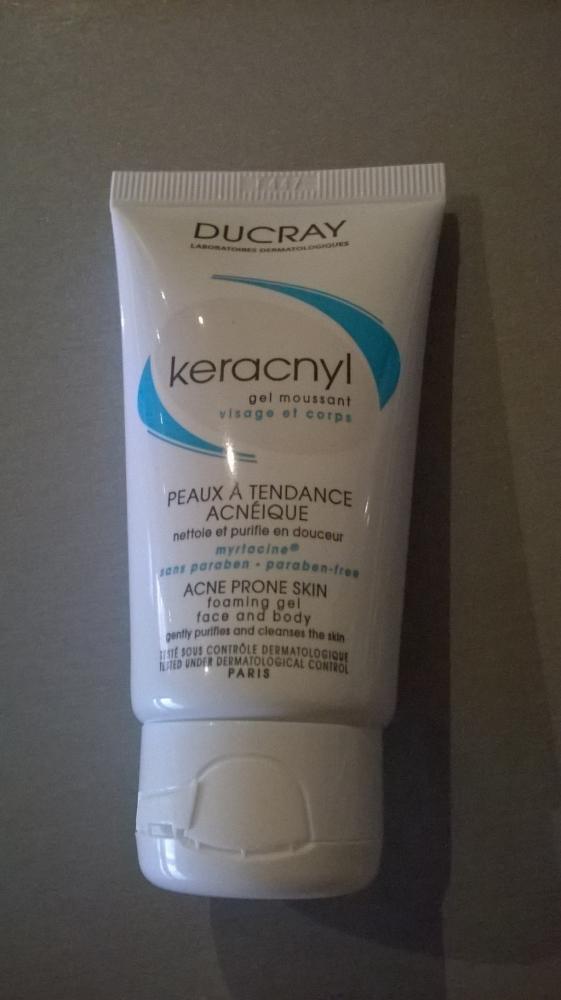 DUCRAY
LABORATOIRES DERMATOLOGIQUES
keracnyl
gel moussant
visage et corps
PEAUX À TENDANCE
ACNÉIQUE
nettoie et purifie en douceur
myrtacine®
sans paraben - paraben-free
ACNE PRONE SKIN
foaming gel
face and body
gently purifies and cleanses the skin
TESTÉ SOUS CONTRÔLE DERMATOLOGIQUE
TESTED UNDER DERMATOLOGICAL CONTROL
PARIS